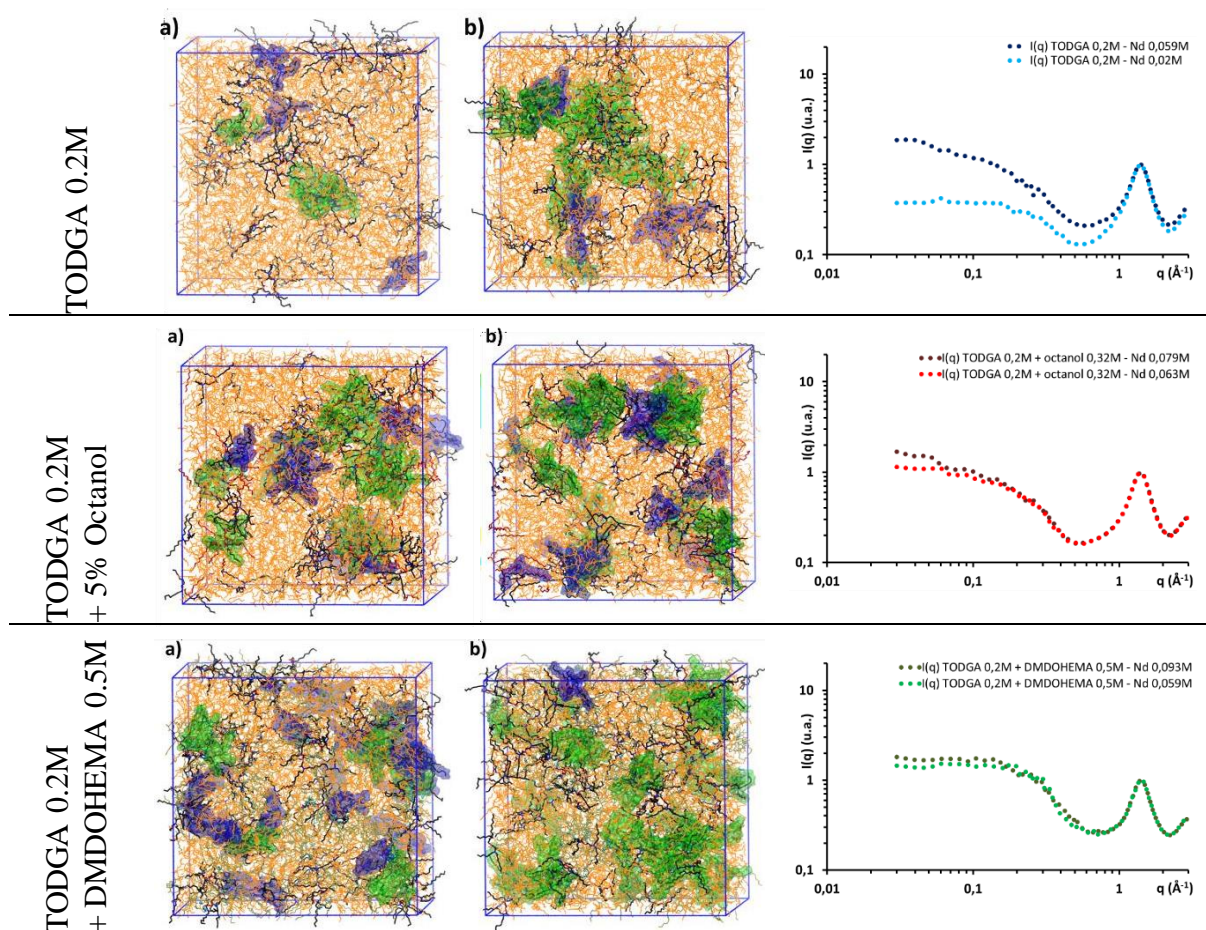 TODGA 0.2M
a)
b)
I(q) TODGA 0,2M - Nd 0,059M
I(q) TODGA 0,2M - Nd 0,02M
I(q) (u.a.)
10
1
0,1
0,01
0,1
1
q (Å⁻¹)
TODGA 0.2M
+ 5% Octanol
a)
b)
I(q) TODGA 0,2M + octanol 0,32M - Nd 0,079M
I(q) TODGA 0,2M + octanol 0,32M - Nd 0,063M
I(q) (u.a.)
10
1
0,1
0,01
0,1
1
q (Å⁻¹)
TODGA 0.2M
+ DMDOHEMA 0.5M
a)
b)
I(q) TODGA 0,2M + DMDOHEMA 0,5M - Nd 0,093M
I(q) TODGA 0,2M + DMDOHEMA 0,5M - Nd 0,059M
I(q) (u.a.)
10
1
0,1
0,01
0,1
1
q (Å⁻¹)